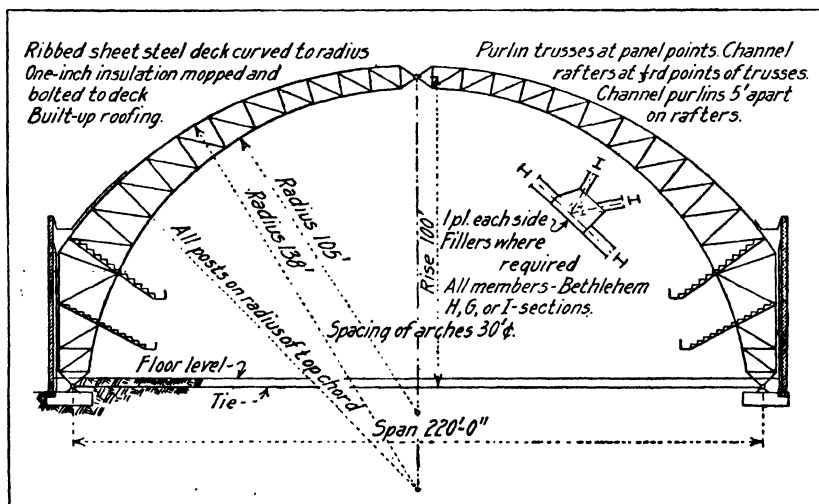 Ribbed sheet steel deck curved to radius
One-inch insulation mopped and
bolted to deck
Built-up roofing.
Purlin trusses at panel points. Channel
rafters at ⅓rd points of trusses.
Channel purlins 5' apart
on rafters.
Radius 105'
Radius 138'
All posts on radius of top chord
Rise 100'
1 pl. each side
Fillers where
required
All members - Bethlehem
H, G, or I-sections.
Spacing of arches 30' ¢.
Floor level
Tie
Span 220'-0"